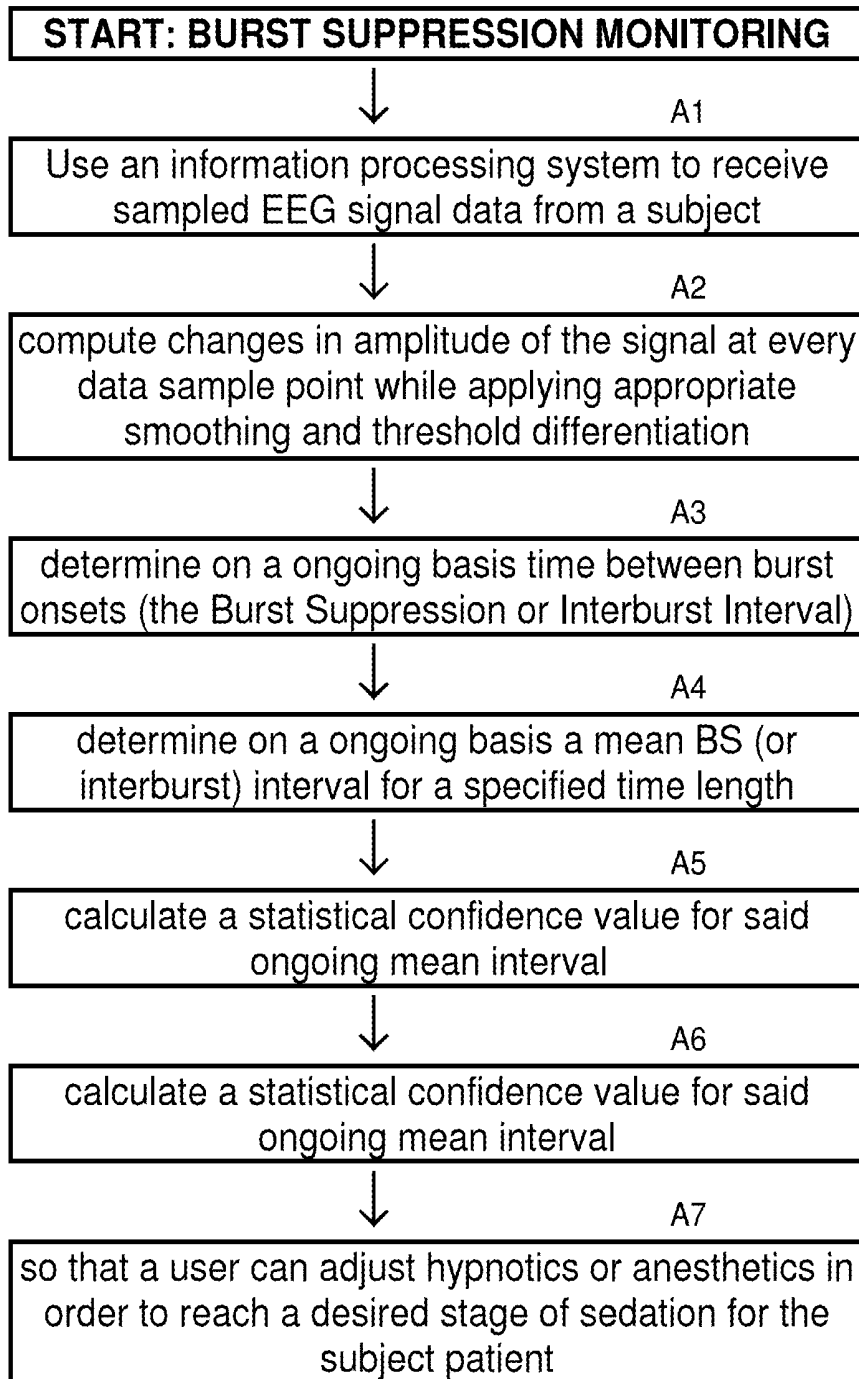 START: BURST SUPPRESSION MONITORING
A1
Use an information processing system to receive
sampled EEG signal data from a subject
A2
compute changes in amplitude of the signal at every
data sample point while applying appropriate
smoothing and threshold differentiation
A3
determine on a ongoing basis time between burst
onsets (the Burst Suppression or Interburst Interval)
A4
determine on a ongoing basis a mean BS (or
interburst) interval for a specified time length
A5
calculate a statistical confidence value for said
ongoing mean interval
A6
calculate a statistical confidence value for said
ongoing mean interval
A7
so that a user can adjust hypnotics or anesthetics in
order to reach a desired stage of sedation for the
subject patient